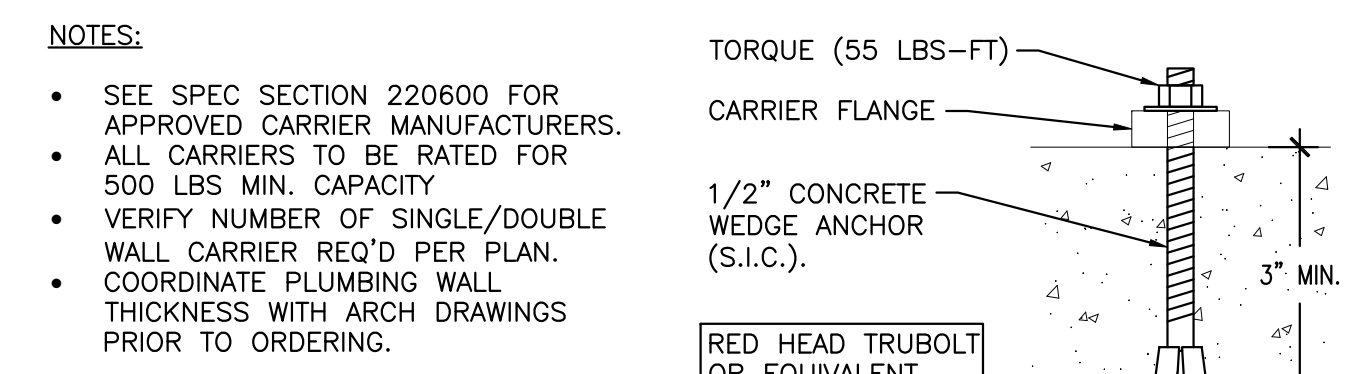 NOTES:
• SEE SPEC SECTION 220600 FOR
APPROVED CARRIER MANUFACTURERS.
• ALL CARRIERS TO BE RATED FOR
500 LBS MIN. CAPACITY
• VERIFY NUMBER OF SINGLE/DOUBLE
WALL CARRIER REQ'D PER PLAN.
• COORDINATE PLUMBING WALL
THICKNESS WITH ARCH DRAWINGS
PRIOR TO ORDERING.
TORQUE (55 LBS-FT)
CARRIER FLANGE
1/2" CONCRETE
WEDGE ANCHOR
(S.I.C.).
3" MIN.
RED HEAD TRUBOLT
OR EQUIVALENT